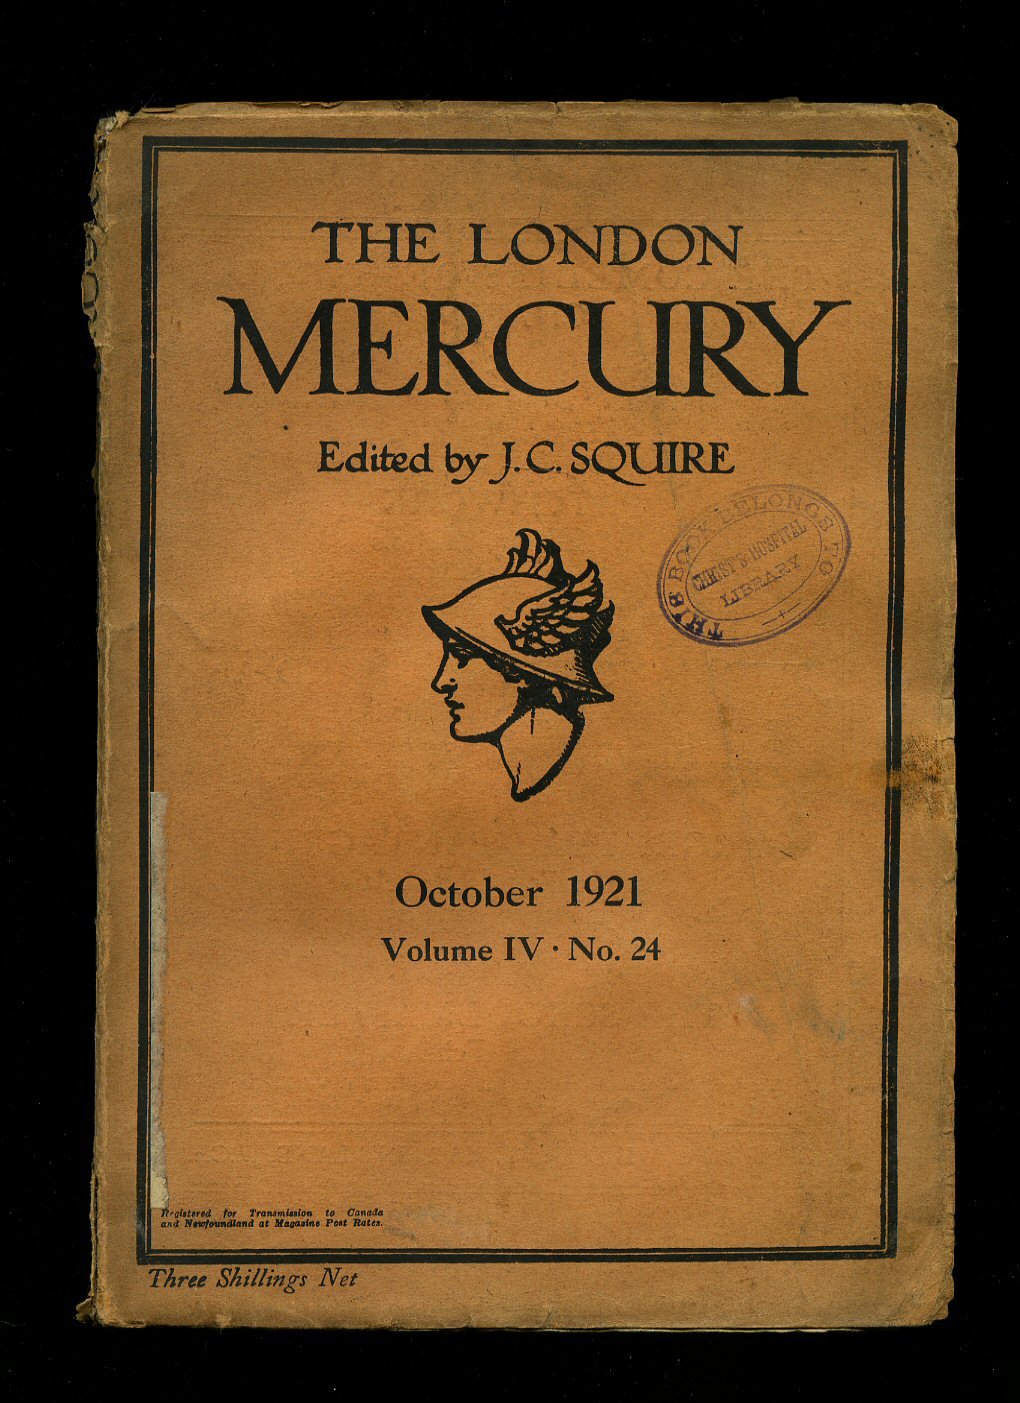 THE LONDON
MERCURY
Edited by J. C. SQUIRE
THIS BOOK BELONGS TO
CHRIST'S HOSPITAL
LIBRARY
October 1921
Volume IV · No. 24
Registered for Transmission to Canada
and Newfoundland at Magazine Post Rates.
Three Shillings Net